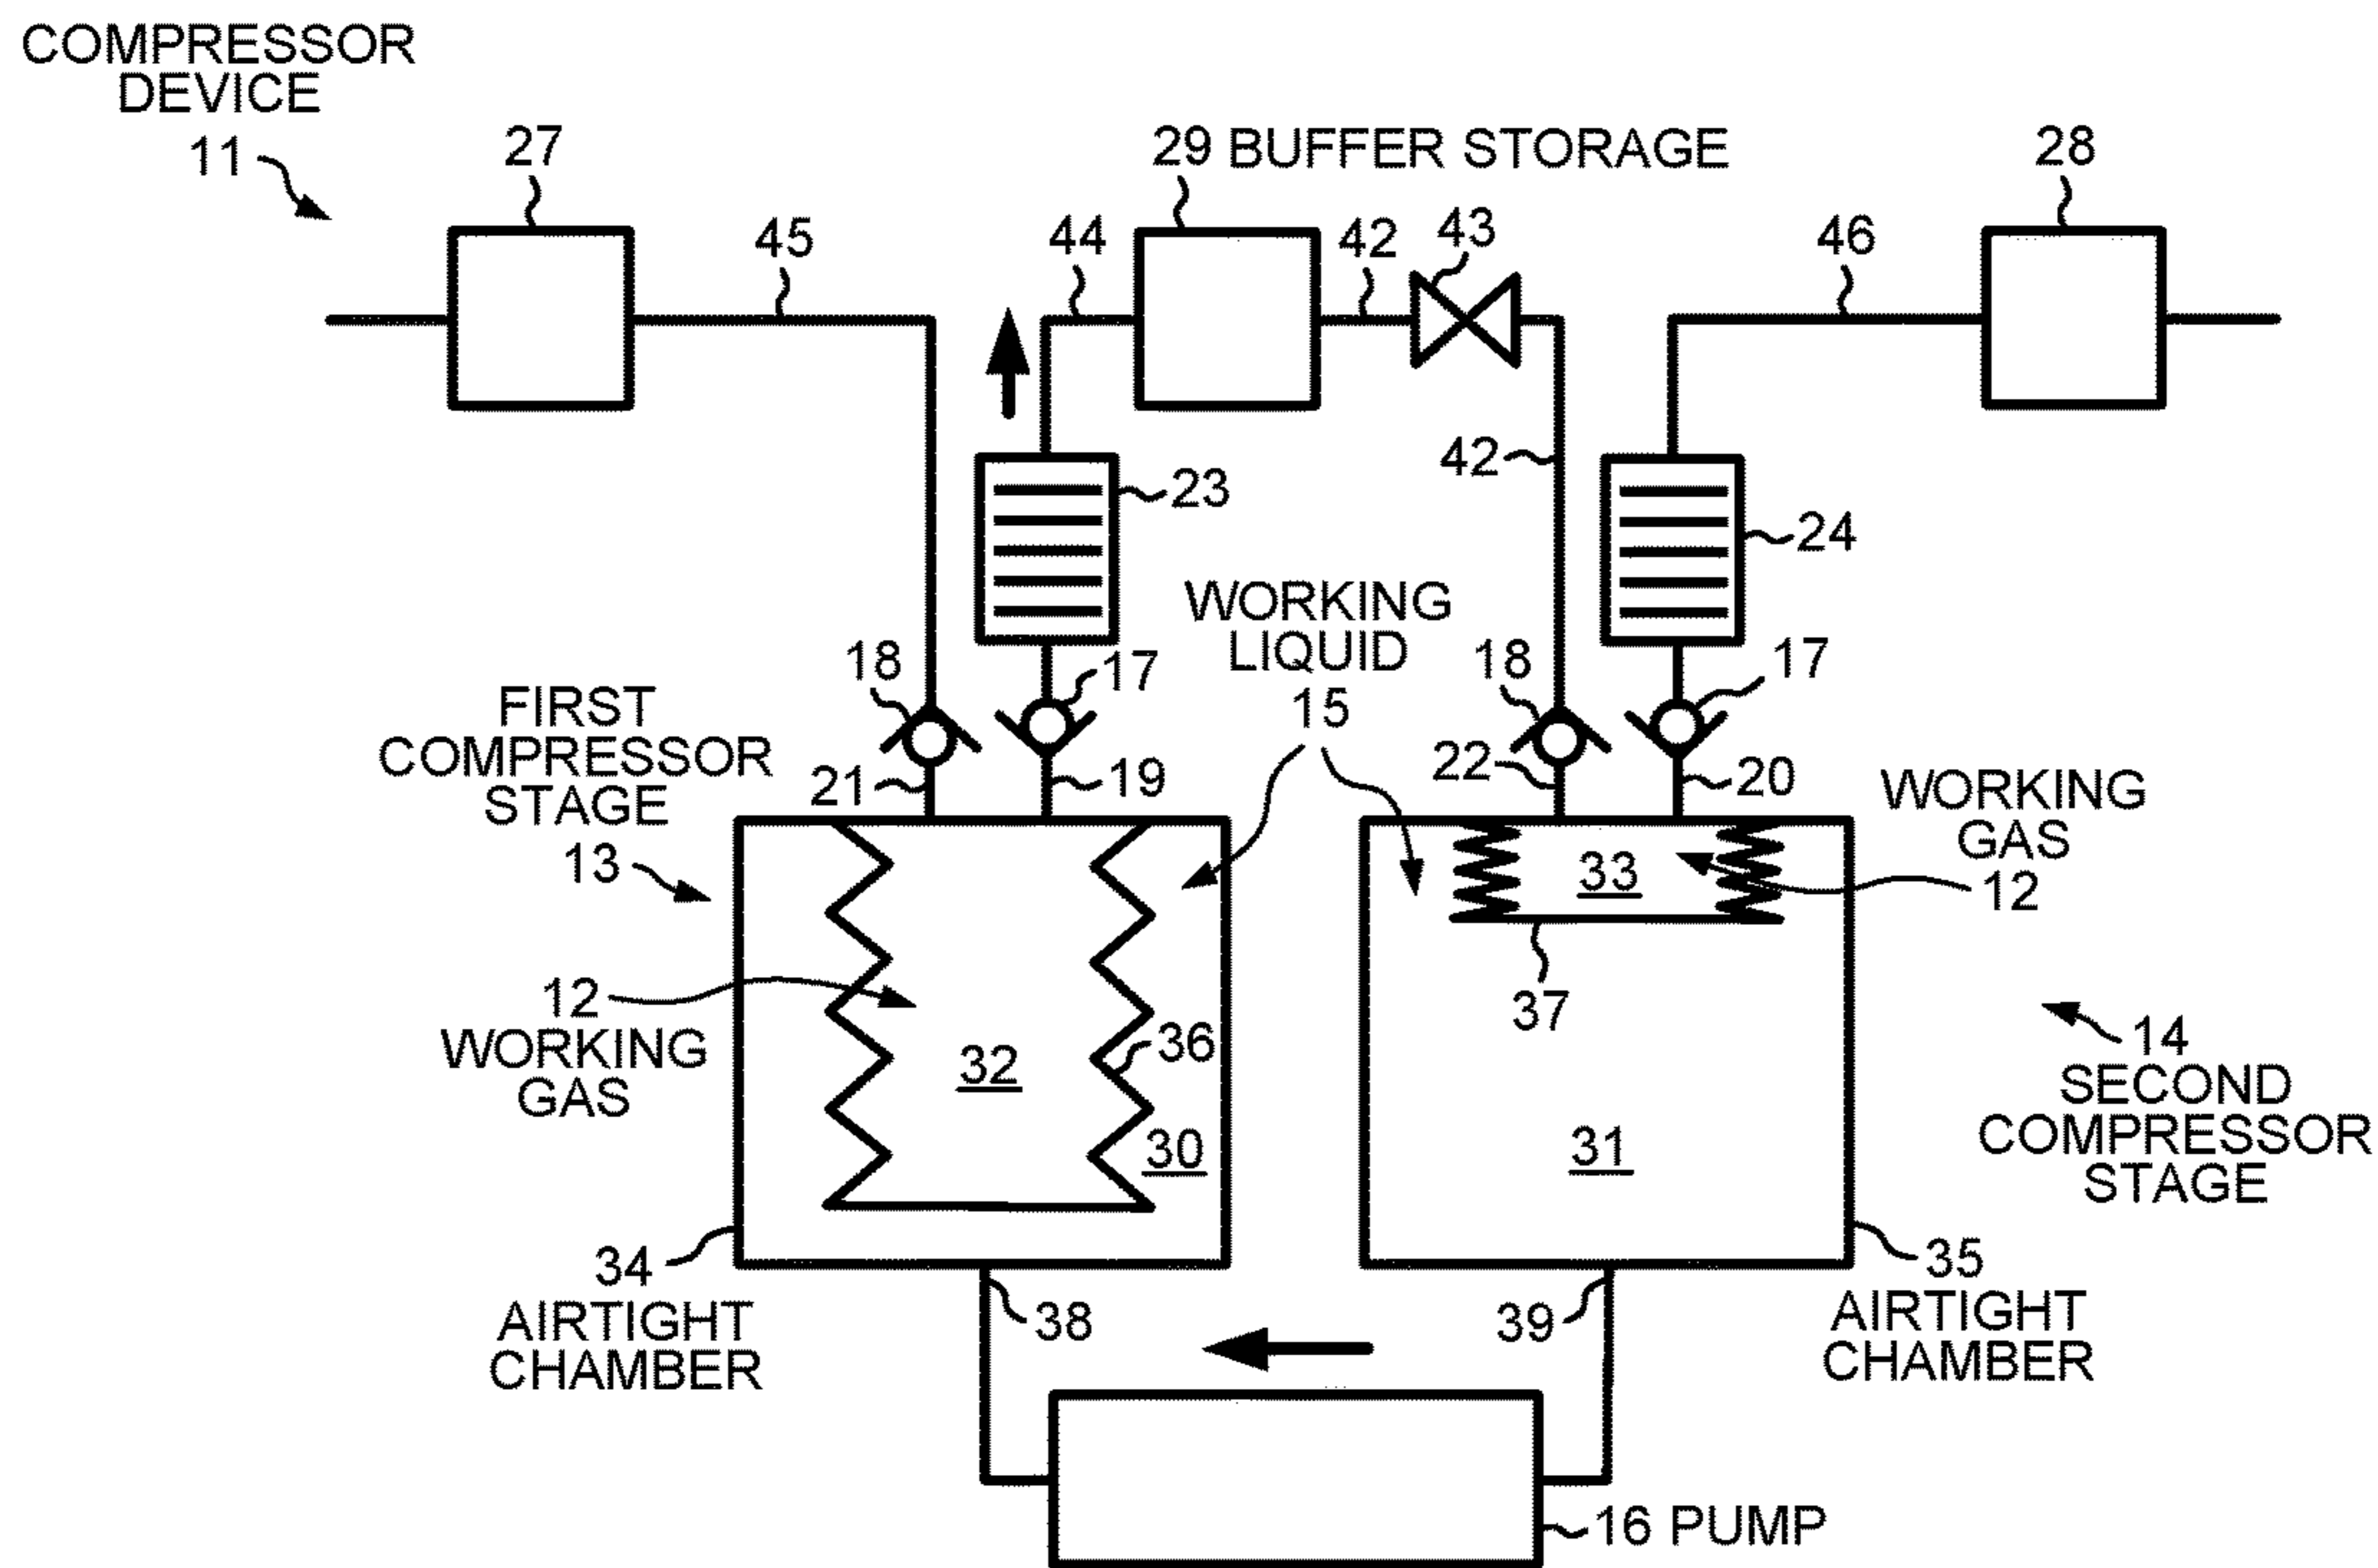 COMPRESSOR
DEVICE
11
27
45
44
29 BUFFER STORAGE
42
43
46
28
42
23
24
WORKING
LIQUID
15
18
17
18
17
FIRST
COMPRESSOR
STAGE
13
21
19
22
20
WORKING
GAS
12
33
37
12
WORKING
GAS
32
36
30
31
14
SECOND
COMPRESSOR
STAGE
34
AIRTIGHT
CHAMBER
38
39
35
AIRTIGHT
CHAMBER
16 PUMP